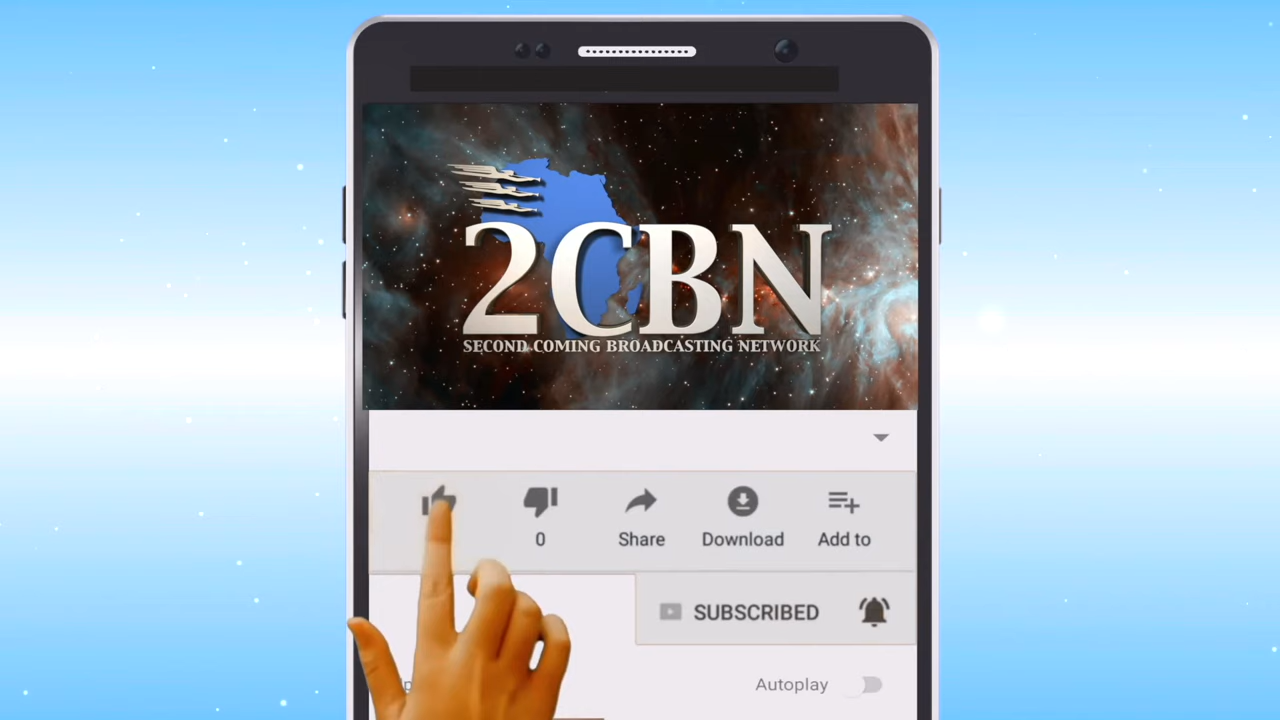 2CBN
SECOND COMING BROADCASTING NETWORK
0 Share Download Add to
SUBSCRIBED
Autoplay